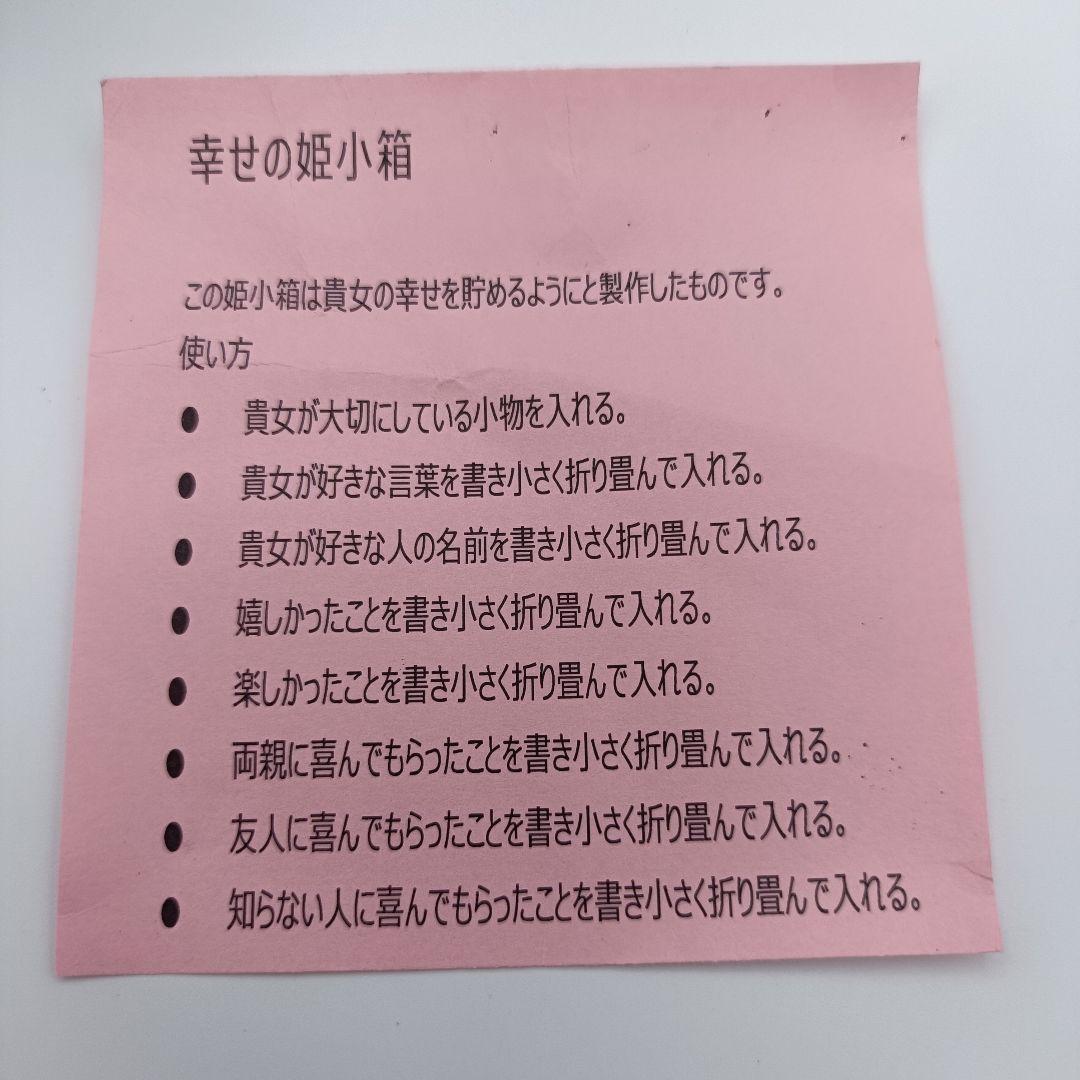 幸せの姫小箱
この姫小箱は貴女の幸せを貯めるようにと製作したものです。
使い方
● 貴女が大切にしている小物を入れる。
● 貴女が好きな言葉を書き小さく折り畳んで入れる。
● 貴女が好きな人の名前を書き小さく折り畳んで入れる。
● 嬉しかったことを書き小さく折り畳んで入れる。
● 楽しかったことを書き小さく折り畳んで入れる。
● 両親に喜んでもらったことを書き小さく折り畳んで入れる。
● 友人に喜んでもらったことを書き小さく折り畳んで入れる。
● 知らない人に喜んでもらったことを書き小さく折り畳んで入れる。